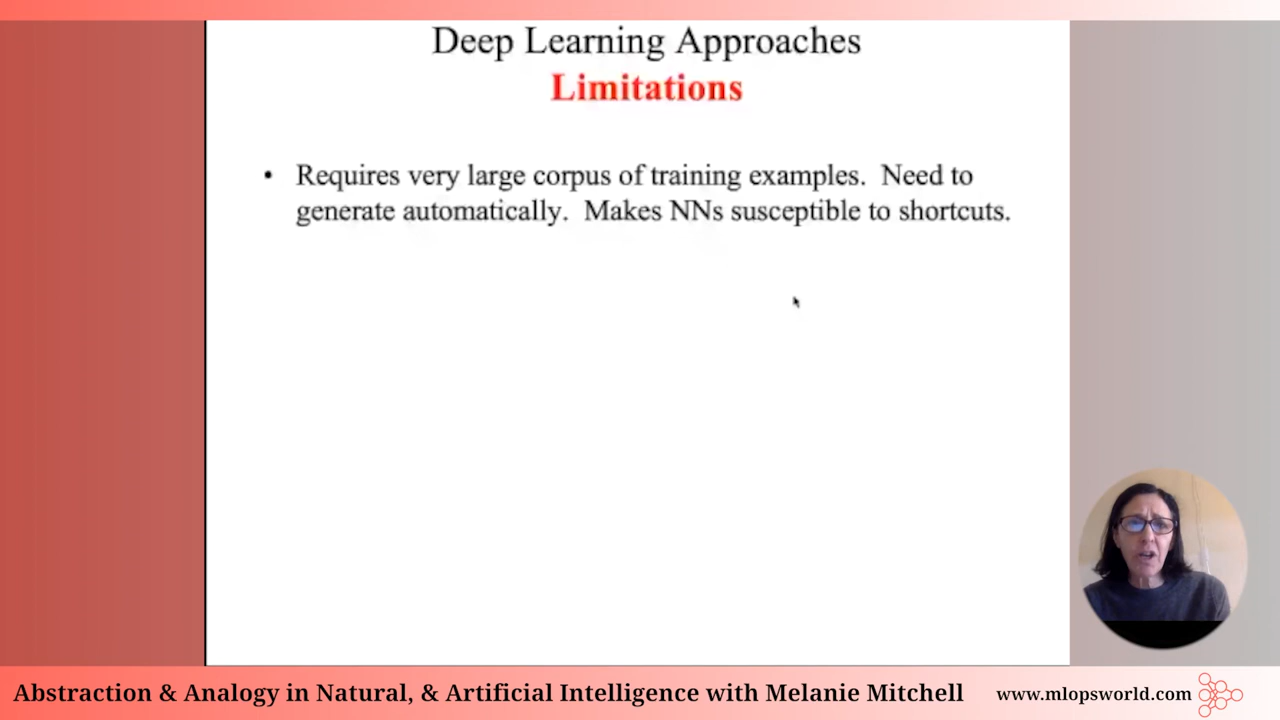 Deep Learning Approaches
Limitations
• Requires very large corpus of training examples.  Need to
generate automatically.  Makes NNs susceptible to shortcuts.
Abstraction & Analogy in Natural, & Artificial Intelligence with Melanie Mitchell
www.mlopsworld.com